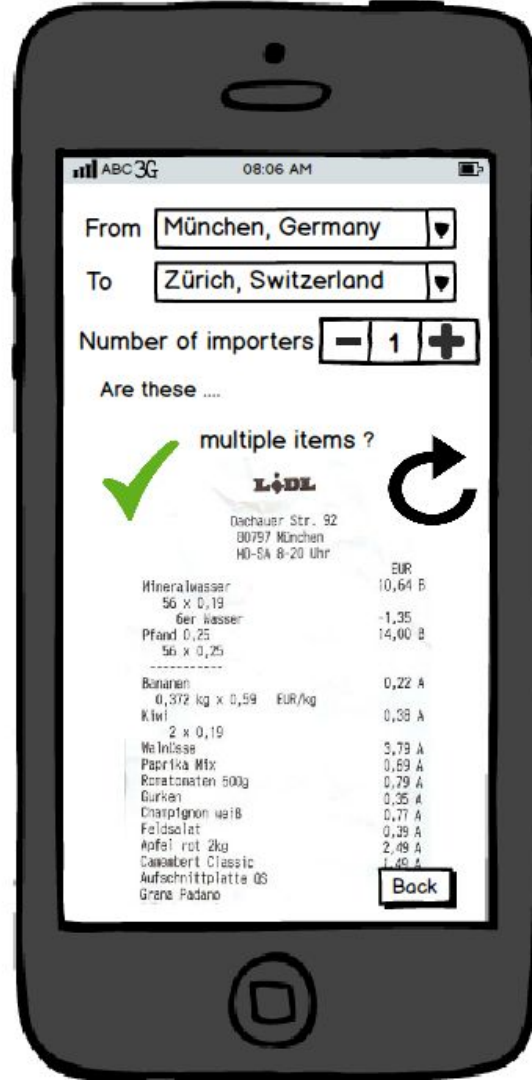 ABC 3G 08:06 AM
From München, Germany
To Zürich, Switzerland
Number of importers 1
Are these ....
multiple items ?
LIDL
Dachauer Str. 92
80797 München
MO-SA 8-20 Uhr
EUR
Mineralwasser 10,64 B
56 x 0,19
6er Wasser -1,35
Pfand 0,25 14,00 B
56 x 0,25
-----------
Bananen 0,22 A
0,372 kg x 0,59 EUR/kg
Kiwi 0,38 A
2 x 0,19
Walnüsse 3,79 A
Paprika Mix 0,89 A
Romatomaten 500g 0,79 A
Gurken 0,35 A
Champignon weiß 0,77 A
Feldsalat 0,39 A
Apfel rot 2kg 2,49 A
Camembert Classic 1,49 A
Aufschnittplatte QS
Grana Padano
Back